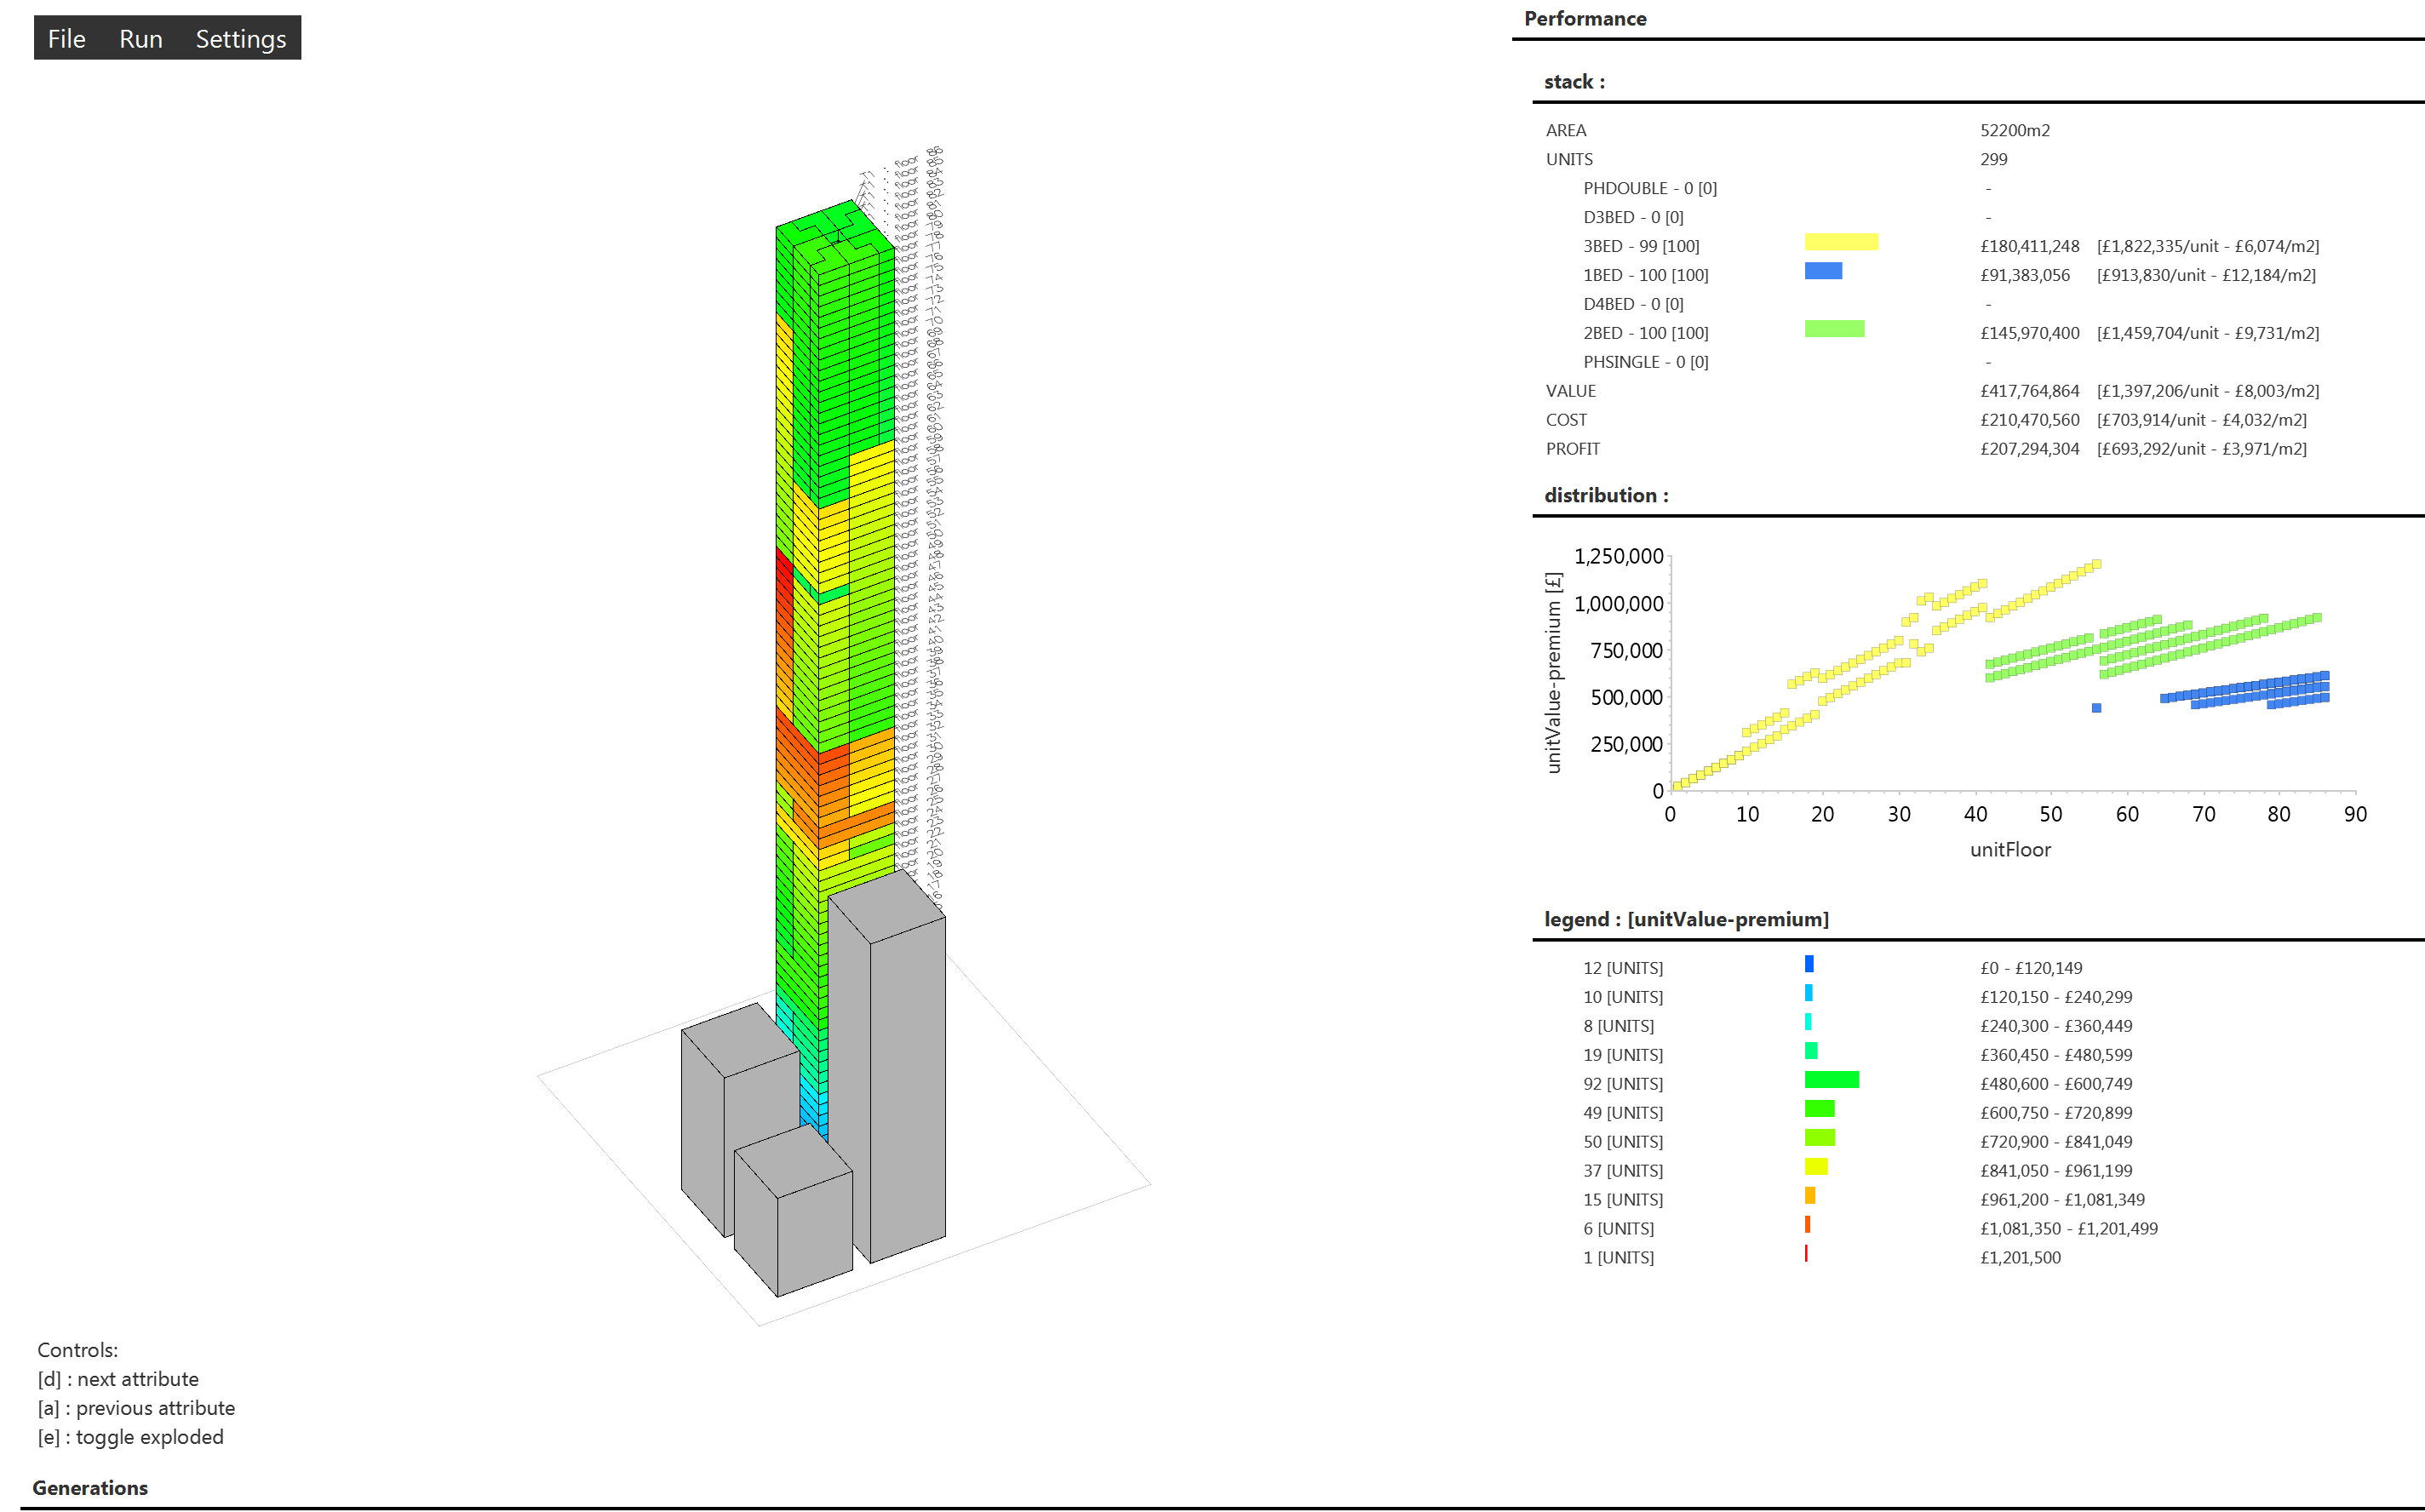 File Run Settings
Performance
stack :
AREA 52200m2
UNITS 299
PHDOUBLE - 0 [0] -
D3BED - 0 [0] -
3BED - 99 [100] £180,411,248 [£1,822,335/unit - £6,074/m2]
1BED - 100 [100] £91,383,056 [£913,830/unit - £12,184/m2]
D4BED - 0 [0] -
2BED - 100 [100] £145,970,400 [£1,459,704/unit - £9,731/m2]
PHSINGLE - 0 [0] -
VALUE £417,764,864 [£1,397,206/unit - £8,003/m2]
COST £210,470,560 [£703,914/unit - £4,032/m2]
PROFIT £207,294,304 [£693,292/unit - £3,971/m2]
distribution :
unitValue-premium [£]
1,250,000
1,000,000
750,000
500,000
250,000
0
0 10 20 30 40 50 60 70 80 90
unitFloor
legend : [unitValue-premium]
12 [UNITS] £0 - £120,149
10 [UNITS] £120,150 - £240,299
8 [UNITS] £240,300 - £360,449
19 [UNITS] £360,450 - £480,599
92 [UNITS] £480,600 - £600,749
49 [UNITS] £600,750 - £720,899
50 [UNITS] £720,900 - £841,049
37 [UNITS] £841,050 - £961,199
15 [UNITS] £961,200 - £1,081,349
6 [UNITS] £1,081,350 - £1,201,499
1 [UNITS] £1,201,500
Controls:
[d] : next attribute
[a] : previous attribute
[e] : toggle exploded
Generations